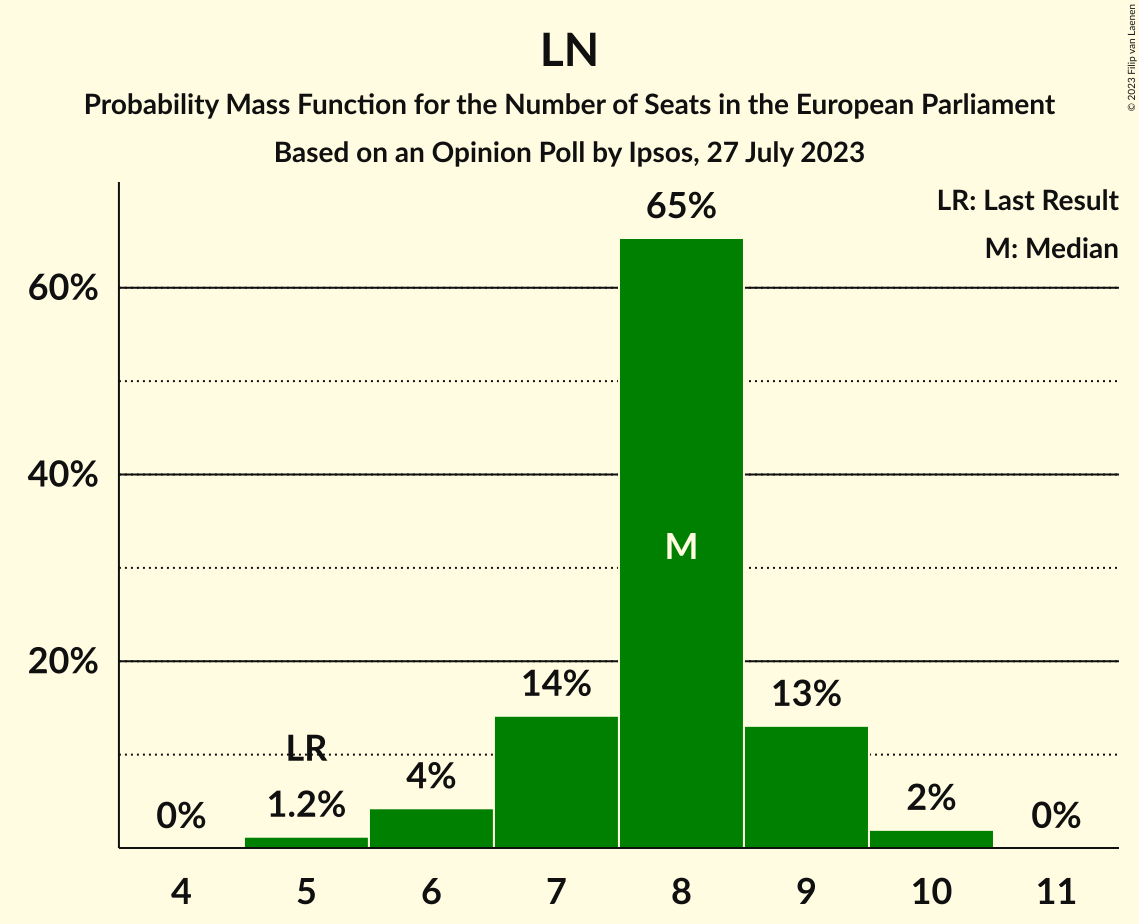 LN
Probability Mass Function for the Number of Seats in the European Parliament
Based on an Opinion Poll by Ipsos, 27 July 2023
© 2023 Filip van Laenen
LR: Last Result
M: Median
60%
40%
20%
0%
LR
1.2%
4%
14%
65%
M
13%
2%
0%
4 5 6 7 8 9 10 11